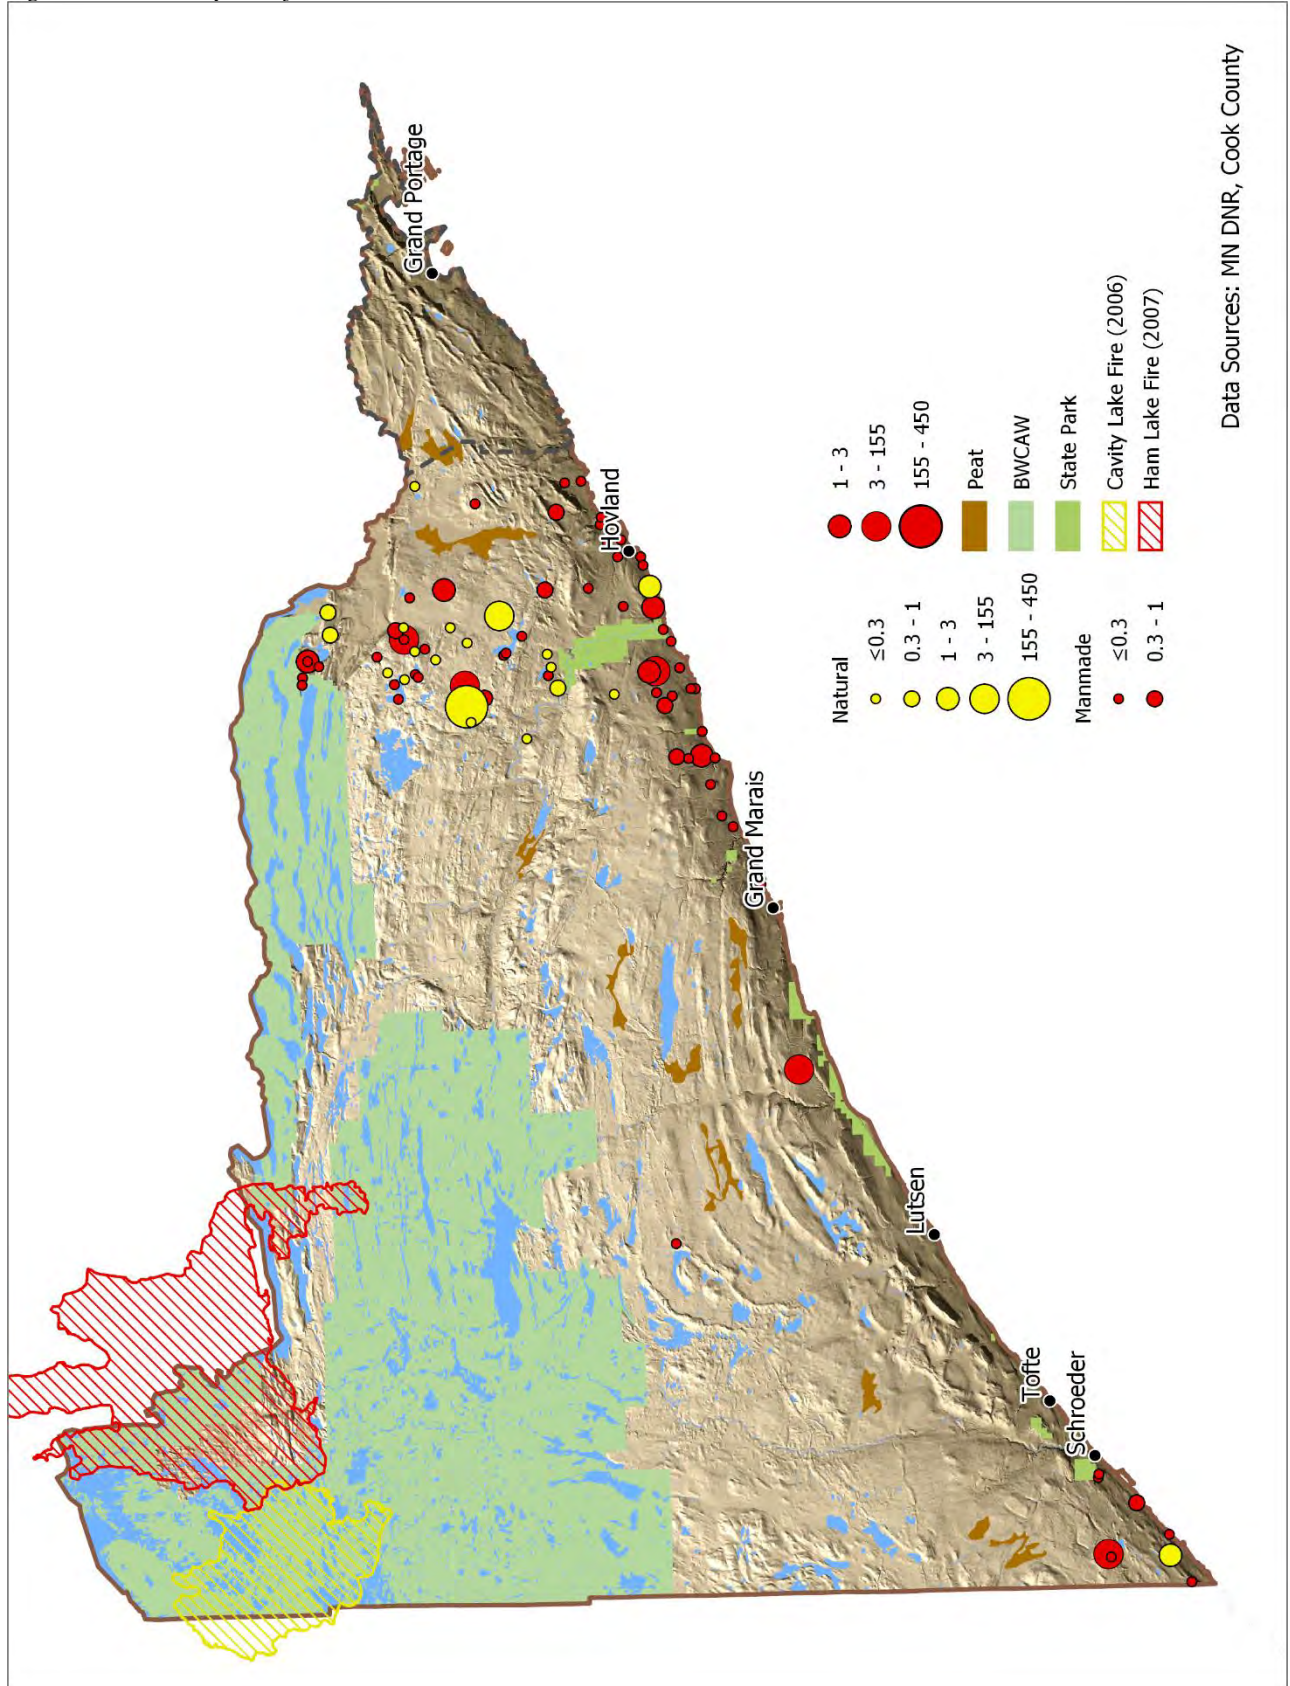 Grand Portage
Hovland
Grand Marais
Lutsen
Tofte
Schroeder
Natural
≤0.3
0.3 - 1
1 - 3
3 - 155
155 - 450
Manmade
≤0.3
0.3 - 1
1 - 3
3 - 155
155 - 450
Peat
BWCAW
State Park
Cavity Lake Fire (2006)
Ham Lake Fire (2007)
Data Sources: MN DNR, Cook County